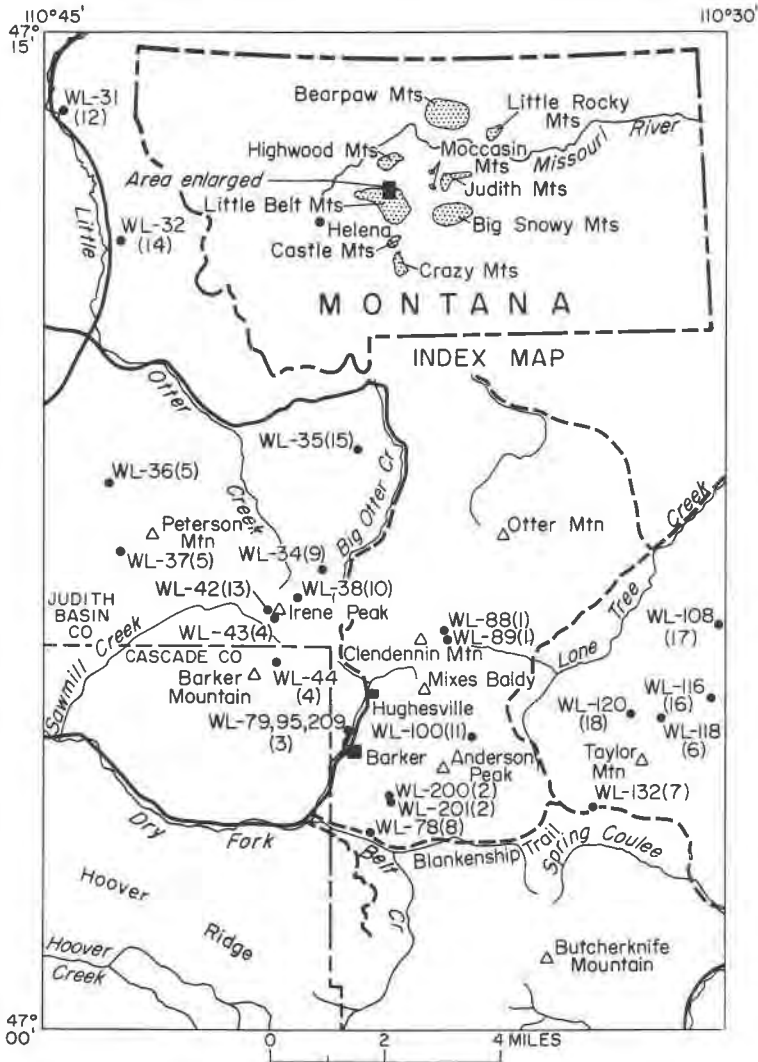 110°45'
110°30'
47°
15'
WL-31
(12)
Little
WL-32
(14)
Bearpaw Mts
Little Rocky
Mts
Highwood Mts
Moccasin
Mts
Missouri River
Area enlarged
Judith Mts
Little Belt Mts
Helena
Big Snowy Mts
Castle Mts
Crazy Mts
MONTANA
INDEX MAP
Otter
Creek
WL-35(15)
WL-36(5)
Big Otter Cr
Peterson
Mtn
Otter Mtn
Creek
WL-37(5)
WL-34(9)
WL-42(13)
WL-38(10)
Irene Peak
JUDITH
BASIN
CO
WL-43(4)
WL-88(1)
WL-89(1)
Lone Tree
WL-108
(17)
Sawmill Creek
CASCADE CO
Clendennin Mtn
Barker
Mountain
WL-44
(4)
Mixes Baldy
Hughesville
WL-116
(16)
WL-120
(18)
WL-118
(6)
WL-79,95,209
(3)
WL-100(11)
Barker
Anderson
Peak
Taylor
Mtn
WL-200(2)
WL-201(2)
WL-132(7)
WL-78(8)
Dry Fork
Belt
Cr
Blankenship Trail
Spring Coulee
Hoover
Ridge
Hoover
Creek
Butcherknife
Mountain
47°
00'
0 2 4 MILES